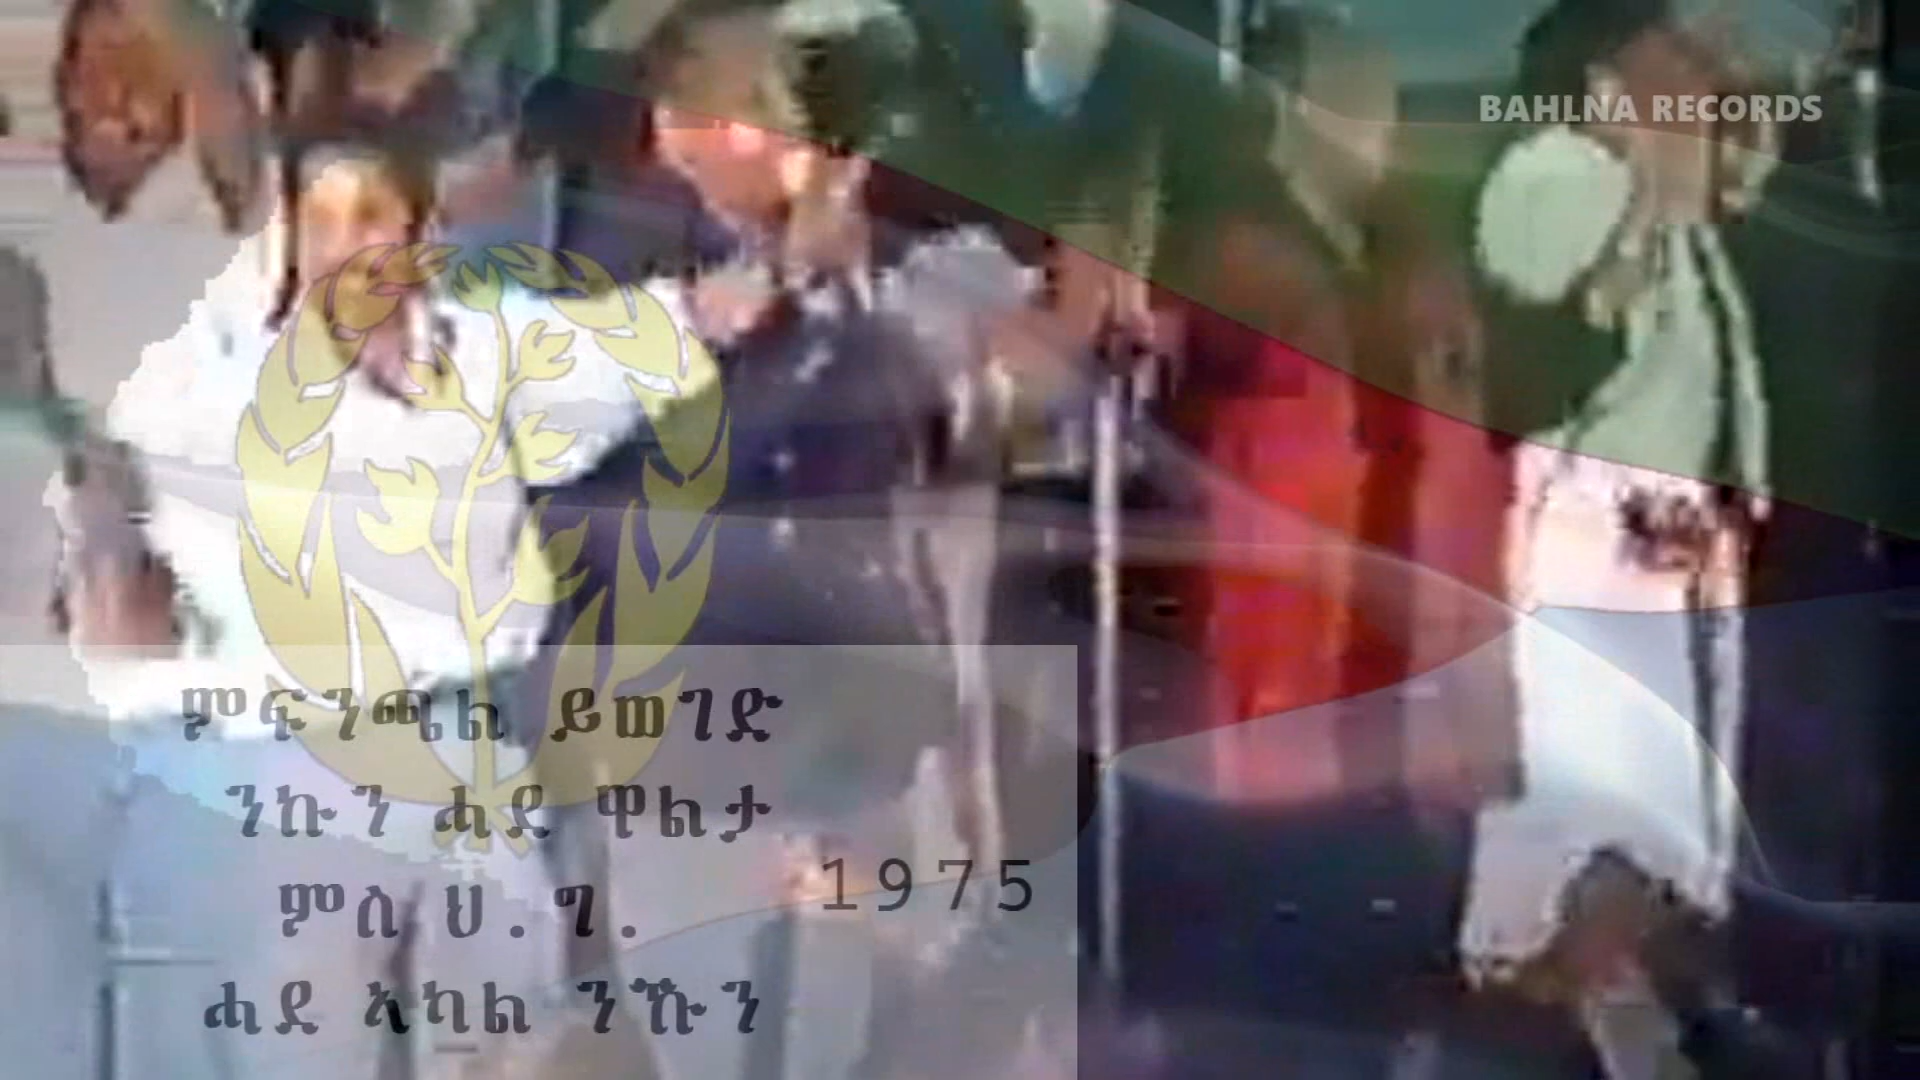 BAHLNA RECORDS
ምፍንጫል ይወገድ
ንኩን ሓደ ዋልታ
ምስ ህ.ግ.
1975
ሓደ ኣካል ንኹን